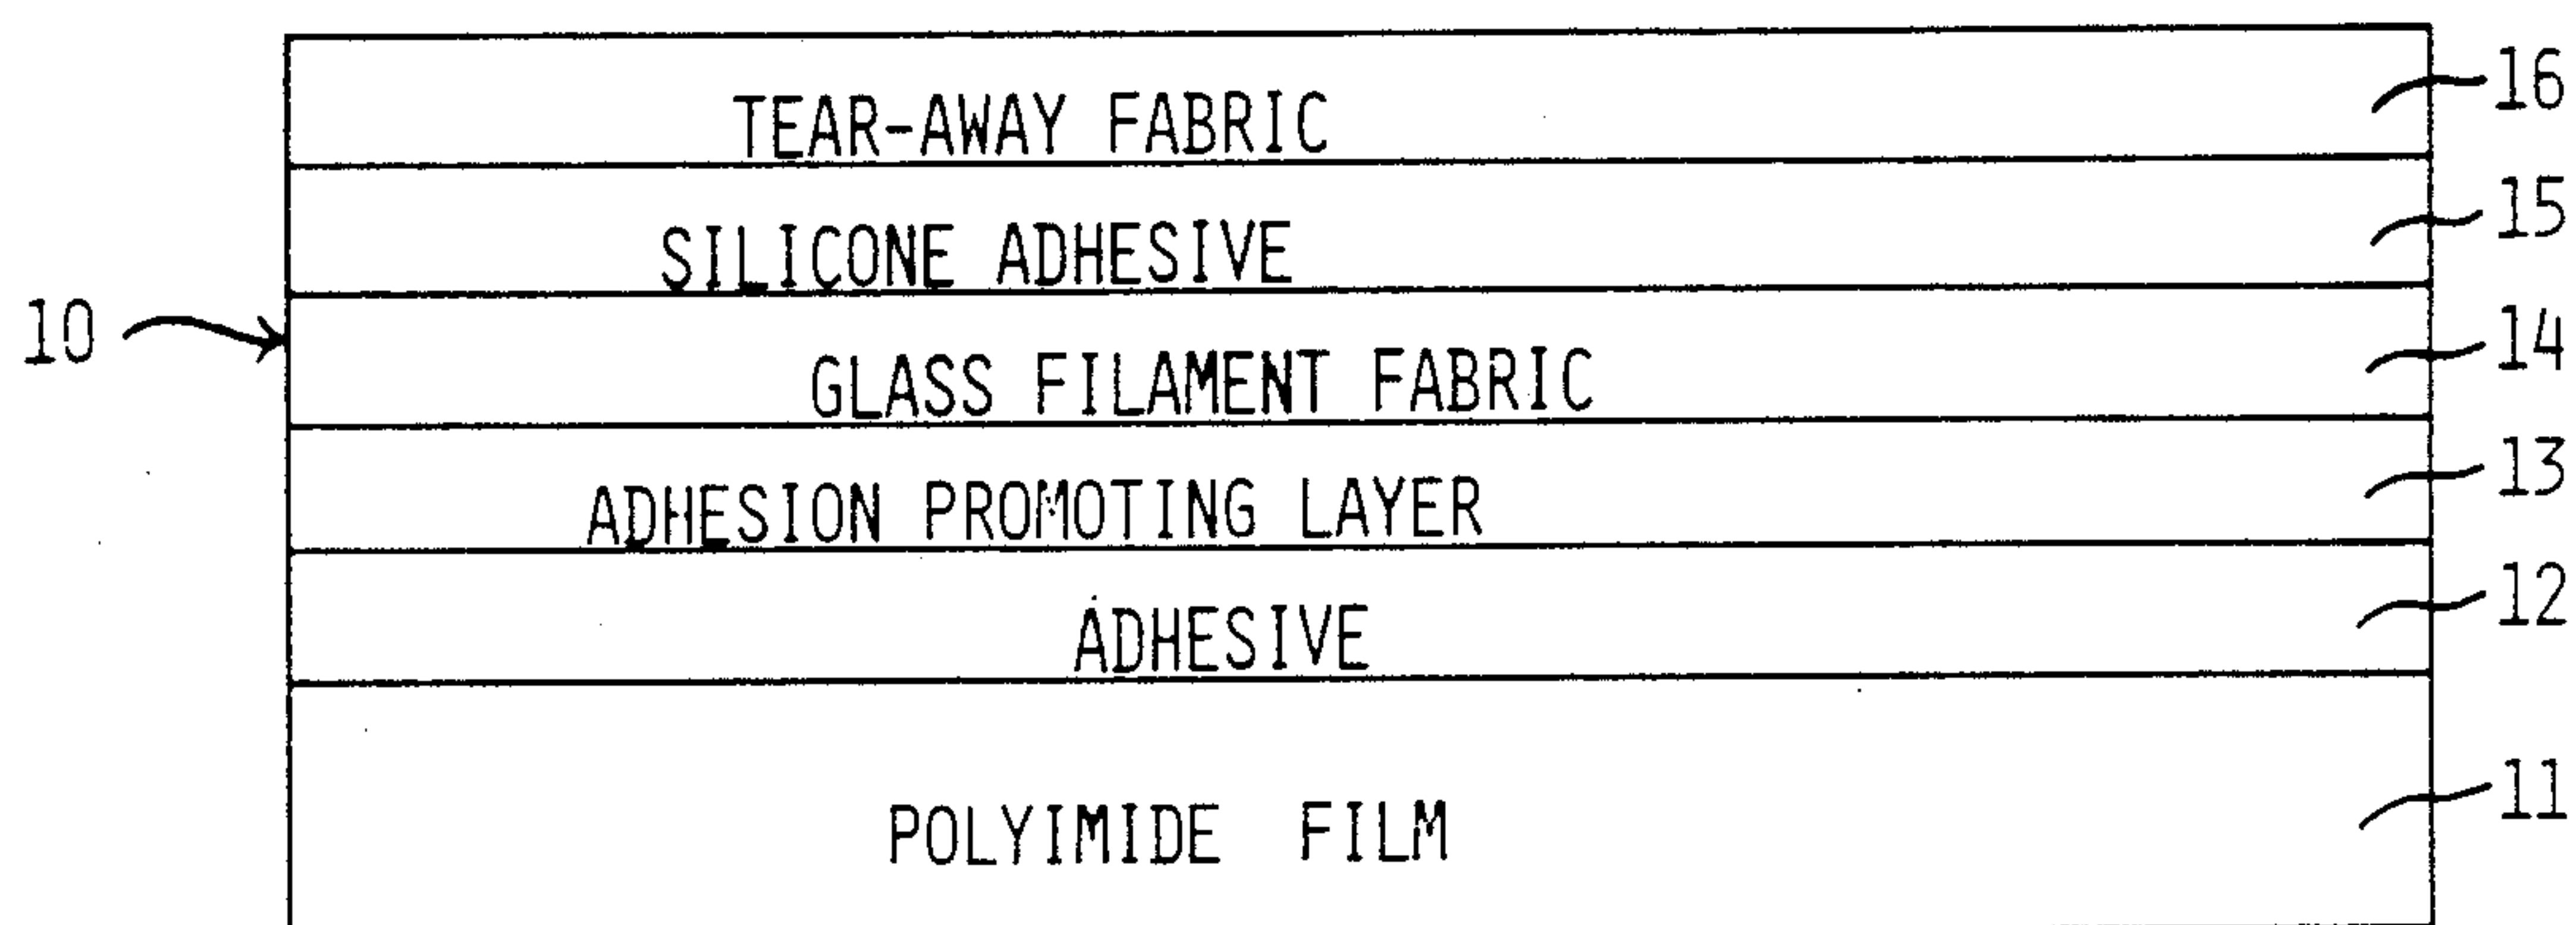 TEAR-AWAY FABRIC 16
SILICONE ADHESIVE 15
10
GLASS FILAMENT FABRIC 14
ADHESION PROMOTING LAYER 13
ADHESIVE 12
POLYIMIDE FILM 11